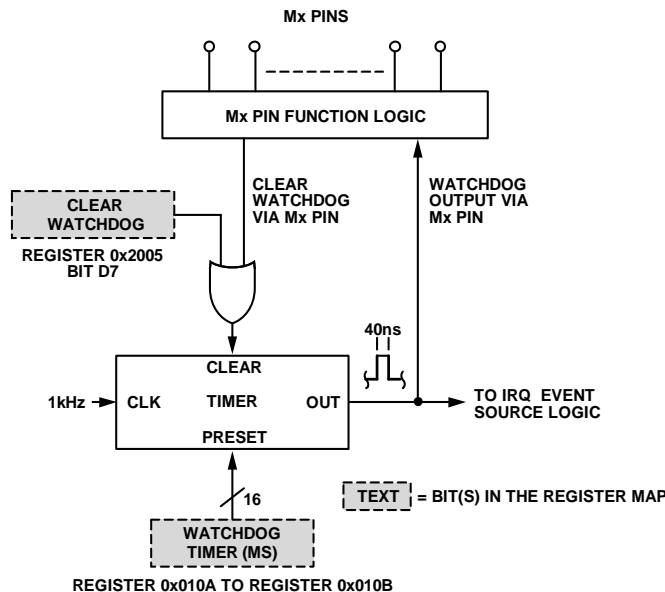 Mx PINS
Mx PIN FUNCTION LOGIC
CLEAR
WATCHDOG
VIA Mx PIN
WATCHDOG
OUTPUT VIA
Mx PIN
CLEAR
WATCHDOG
REGISTER 0x2005
BIT D7
40ns
CLEAR
1kHz
CLK
TIMER
OUT
PRESET
TO IRQ EVENT
SOURCE LOGIC
16
TEXT = BIT(S) IN THE REGISTER MAP
WATCHDOG
TIMER (MS)
REGISTER 0x010A TO REGISTER 0x010B